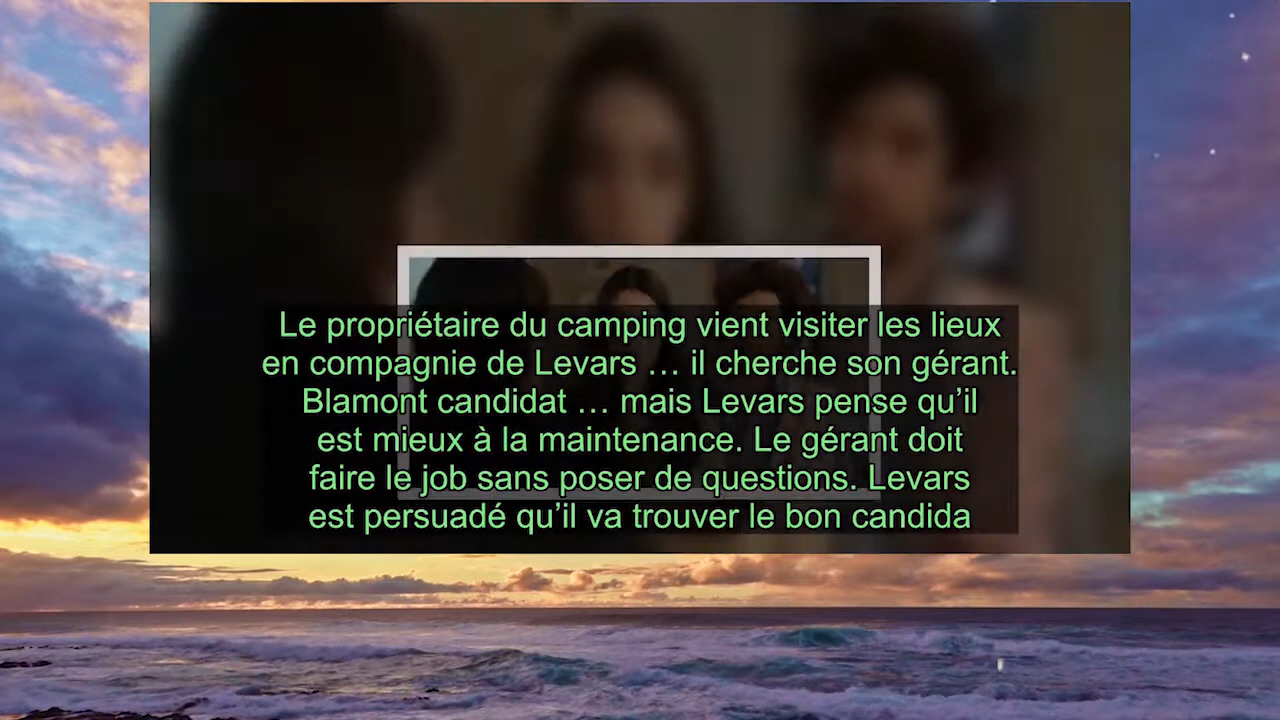 Le propriétaire du camping vient visiter les lieux
en compagnie de Levars … il cherche son gérant.
Blamont candidat … mais Levars pense qu’il
est mieux à la maintenance. Le gérant doit
faire le job sans poser de questions. Levars
est persuadé qu’il va trouver le bon candida